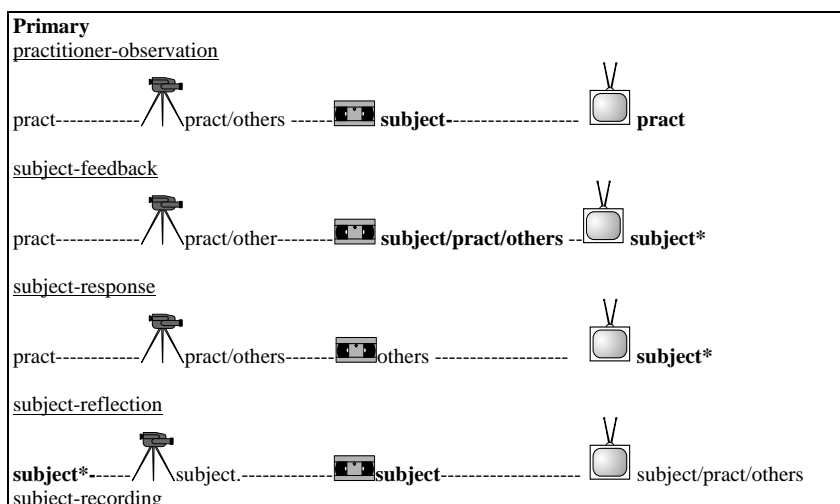 Primary
practitioner-observation
pract------------ pract/others ------ subject------------------ pract
subject-feedback
pract------------ pract/other------- subject/pract/others -- subject*
subject-response
pract------------ pract/others------- others ------------------ subject*
subject-reflection
subject*------- subject.-------------- subject-------------------- subject/pract/others
subject-recording